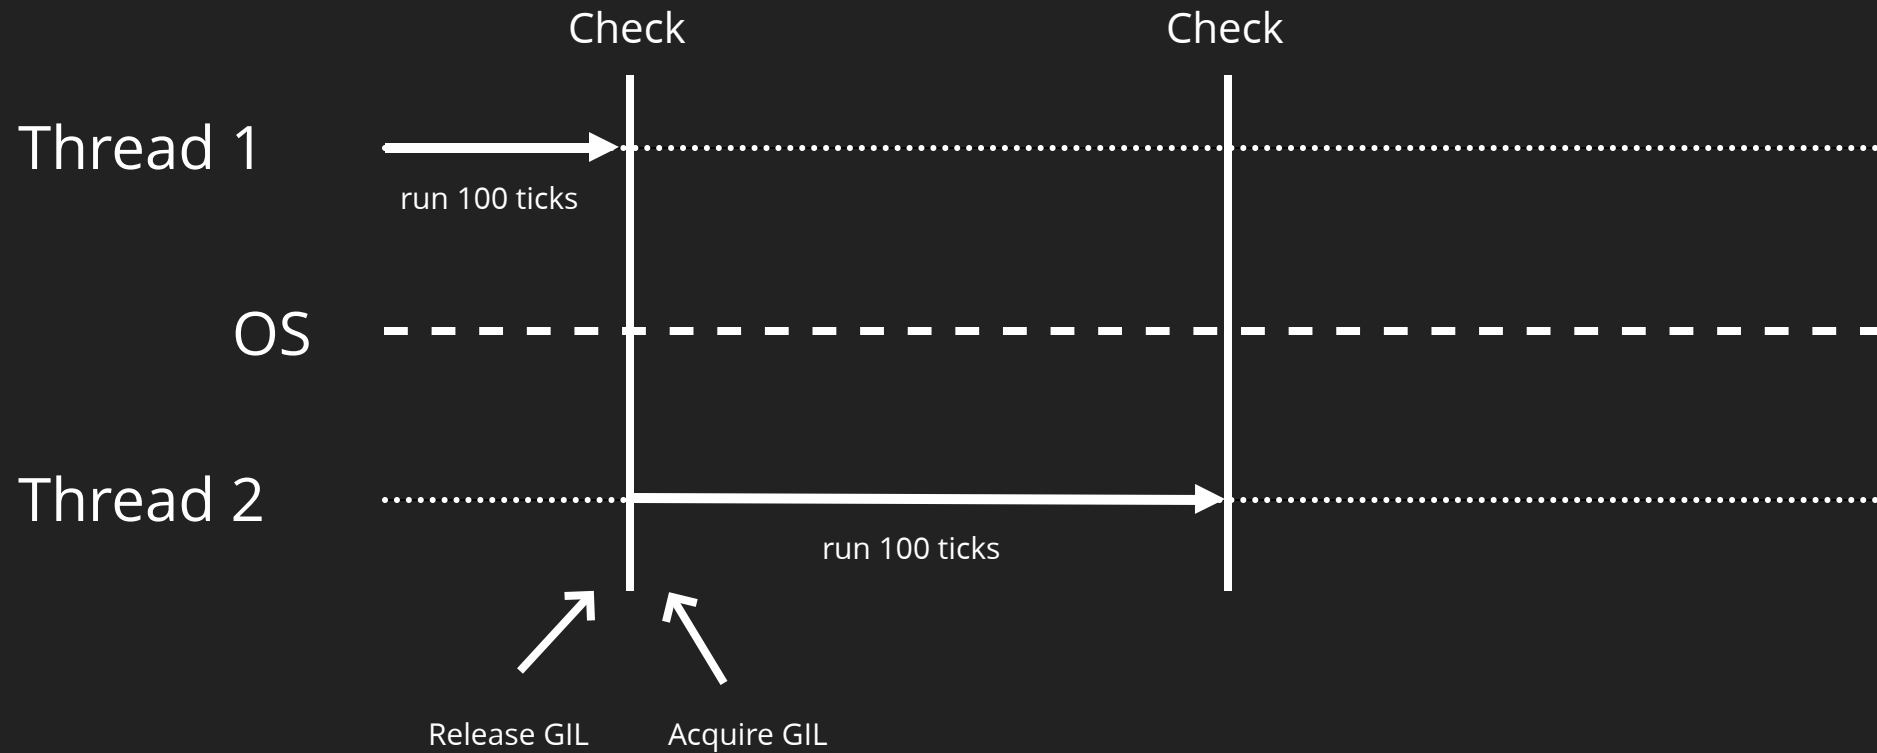 Check
Check
Thread 1
run 100 ticks
OS
Thread 2
run 100 ticks
Release GIL
Acquire GIL